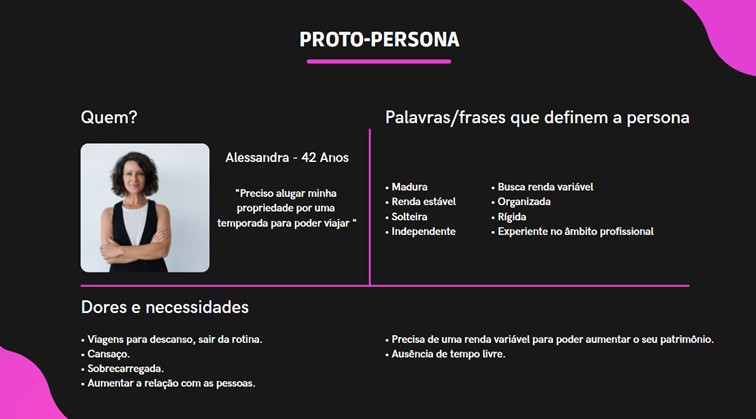 PROTO-PERSONA
Quem?
Alessandra - 42 Anos
"Preciso alugar minha
propriedade por uma
temporada para poder viajar "
Palavras/frases que definem a persona
• Madura
• Renda estável
• Solteira
• Independente
• Busca renda variável
• Organizada
• Rígida
• Experiente no âmbito profissional
Dores e necessidades
• Viagens para descanso, sair da rotina.
• Cansaço.
• Sobrecarregada.
• Aumentar a relação com as pessoas.
• Precisa de uma renda variável para poder aumentar o seu patrimônio.
• Ausência de tempo livre.